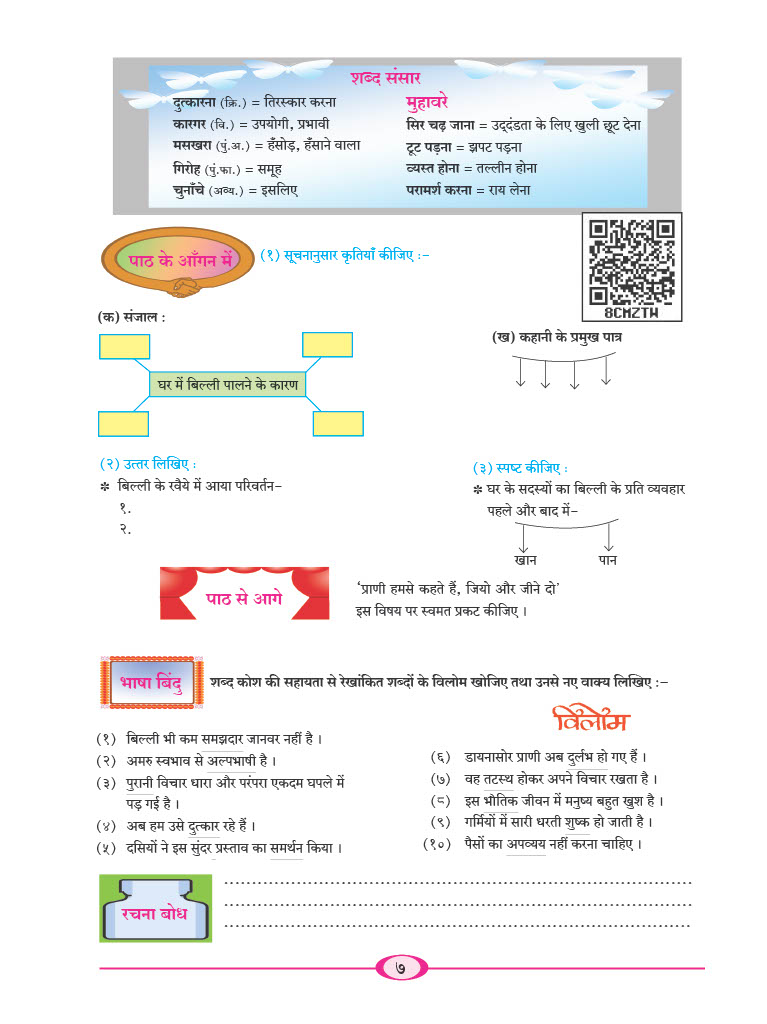 शब्द संसार
दुत्कारना (क्रि.) = तिरस्कार करना
कारगर (वि.) = उपयोगी, प्रभावी
मसखरा (पुं.अ.) = हँसोड़, हँसाने वाला
गिरोह (पुं.फा.) = समूह
चुनाँचे (अव्य.) = इसलिए
मुहावरे
सिर चढ़ जाना = उद्दंडता के लिए खुली छूट देना
टूट पड़ना = झपट पड़ना
व्यस्त होना = तल्लीन होना
परामर्श करना = राय लेना
पाठ के आँगन में
(१) सूचनानुसार कृतियाँ कीजिए :-
8CMZTW
(क) संजाल :
घर में बिल्ली पालने के कारण
(ख) कहानी के प्रमुख पात्र
(२) उत्तर लिखिए :
✽ बिल्ली के रवैये में आया परिवर्तन-
१.
२.
(३) स्पष्ट कीजिए :
✽ घर के सदस्यों का बिल्ली के प्रति व्यवहार
पहले और बाद में-
खान पान
पाठ से आगे
‘प्राणी हमसे कहते हैं, जियो और जीने दो’
इस विषय पर स्वमत प्रकट कीजिए ।
भाषा बिंदु
शब्द कोश की सहायता से रेखांकित शब्दों के विलोम खोजिए तथा उनसे नए वाक्य लिखिए :-
विलोम
(१) बिल्ली भी कम समझदार जानवर नहीं है ।
(२) अमरु स्वभाव से अल्पभाषी है ।
(३) पुरानी विचार धारा और परंपरा एकदम घपले में
पड़ गई है ।
(४) अब हम उसे दुत्कार रहे हैं ।
(५) दसियों ने इस सुंदर प्रस्ताव का समर्थन किया ।
(६) डायनासोर प्राणी अब दुर्लभ हो गए हैं ।
(७) वह तटस्थ होकर अपने विचार रखता है ।
(८) इस भौतिक जीवन में मनुष्य बहुत खुश है ।
(९) गर्मियों में सारी धरती शुष्क हो जाती है ।
(१०) पैसों का अपव्यय नहीं करना चाहिए ।
रचना बोध
७